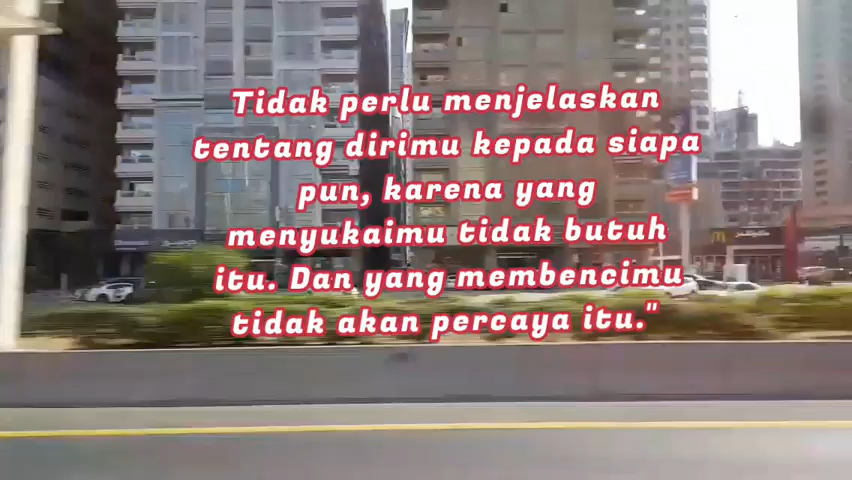 Tidak perlu menjelaskan
tentang dirimu kepada siapa
pun, karena yang
menyukaimu tidak butuh
itu. Dan yang membencimu
tidak akan percaya itu."